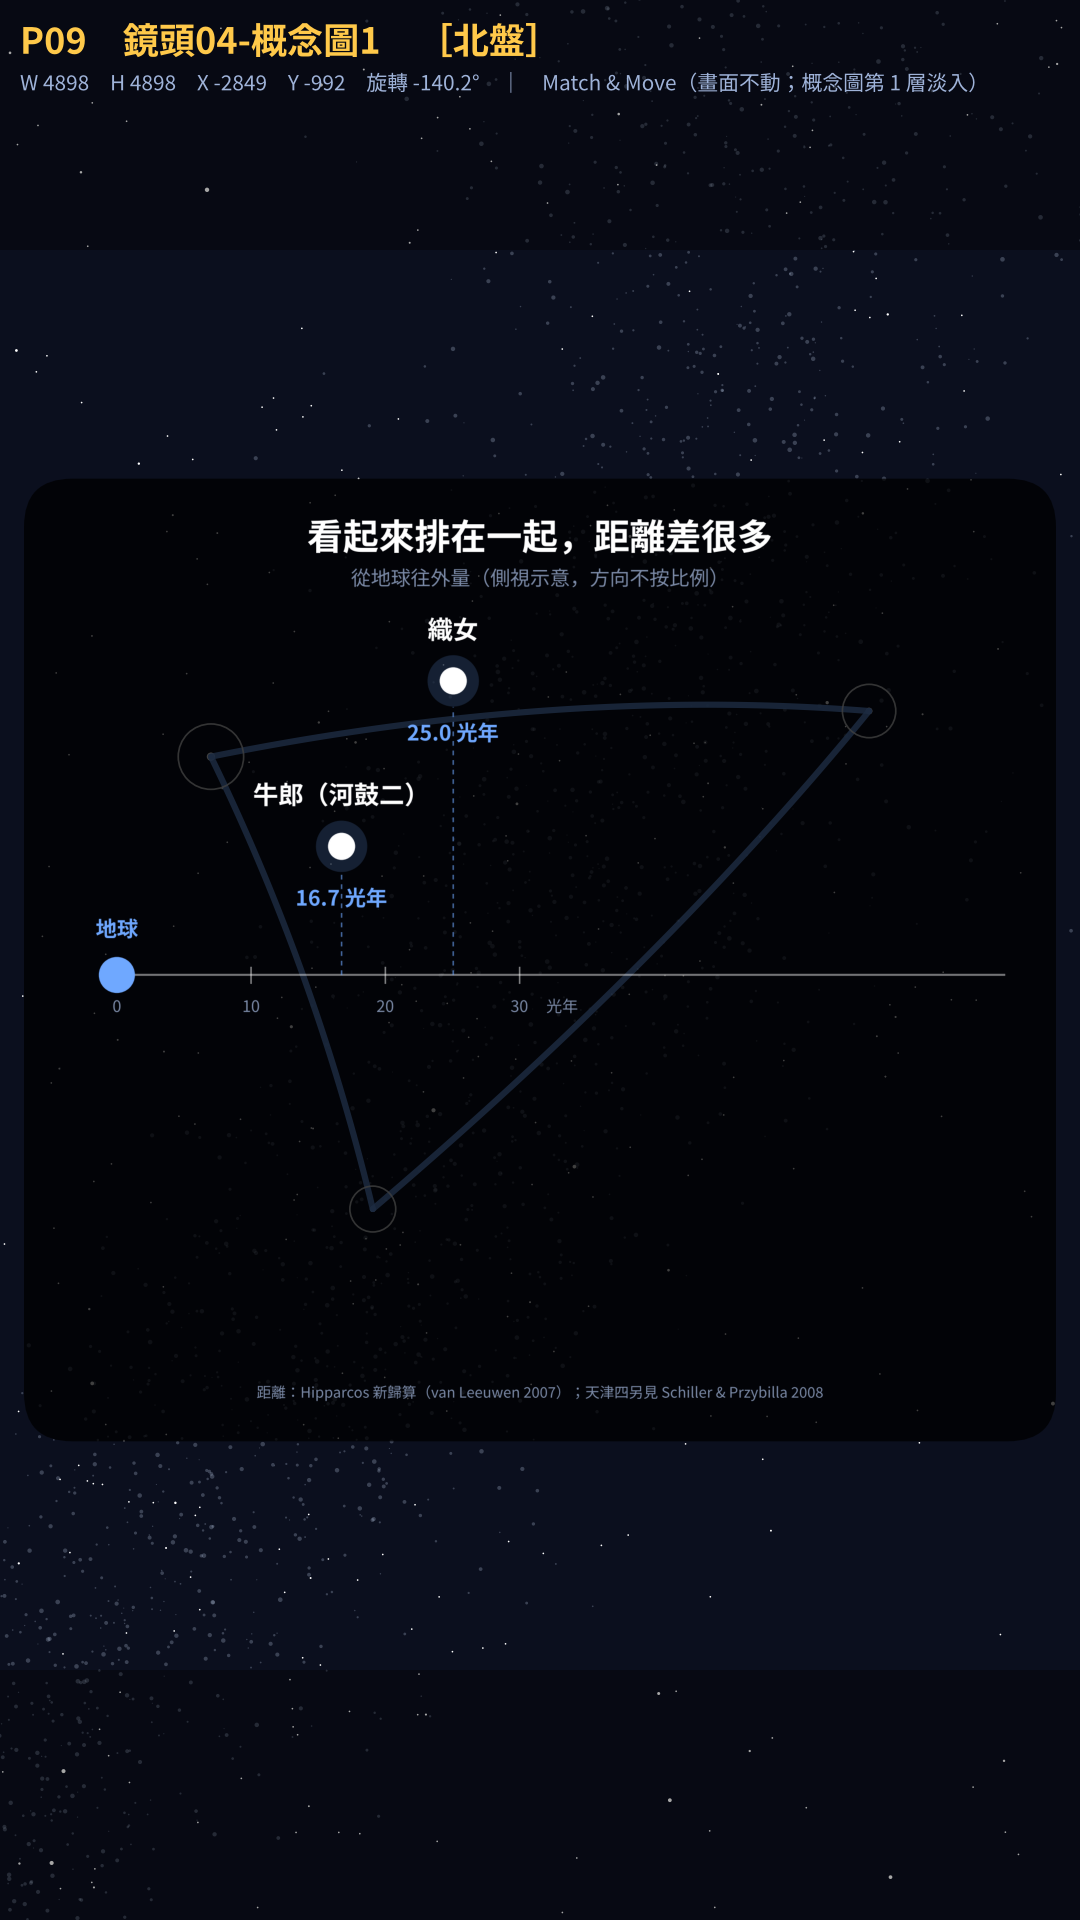 P09 鏡頭04-概念圖1 ［北盤］
W 4898 H 4898 X -2849 Y -992 旋轉 -140.2° ｜ Match & Move（畫面不動；概念圖第 1 層淡入）
看起來排在一起，距離差很多
從地球往外量（側視示意，方向不按比例）
織女
25.0 光年
牛郎（河鼓二）
16.7 光年
地球
0 10 20 30 光年
距離：Hipparcos 新歸算（van Leeuwen 2007）；天津四另見 Schiller & Przybilla 2008